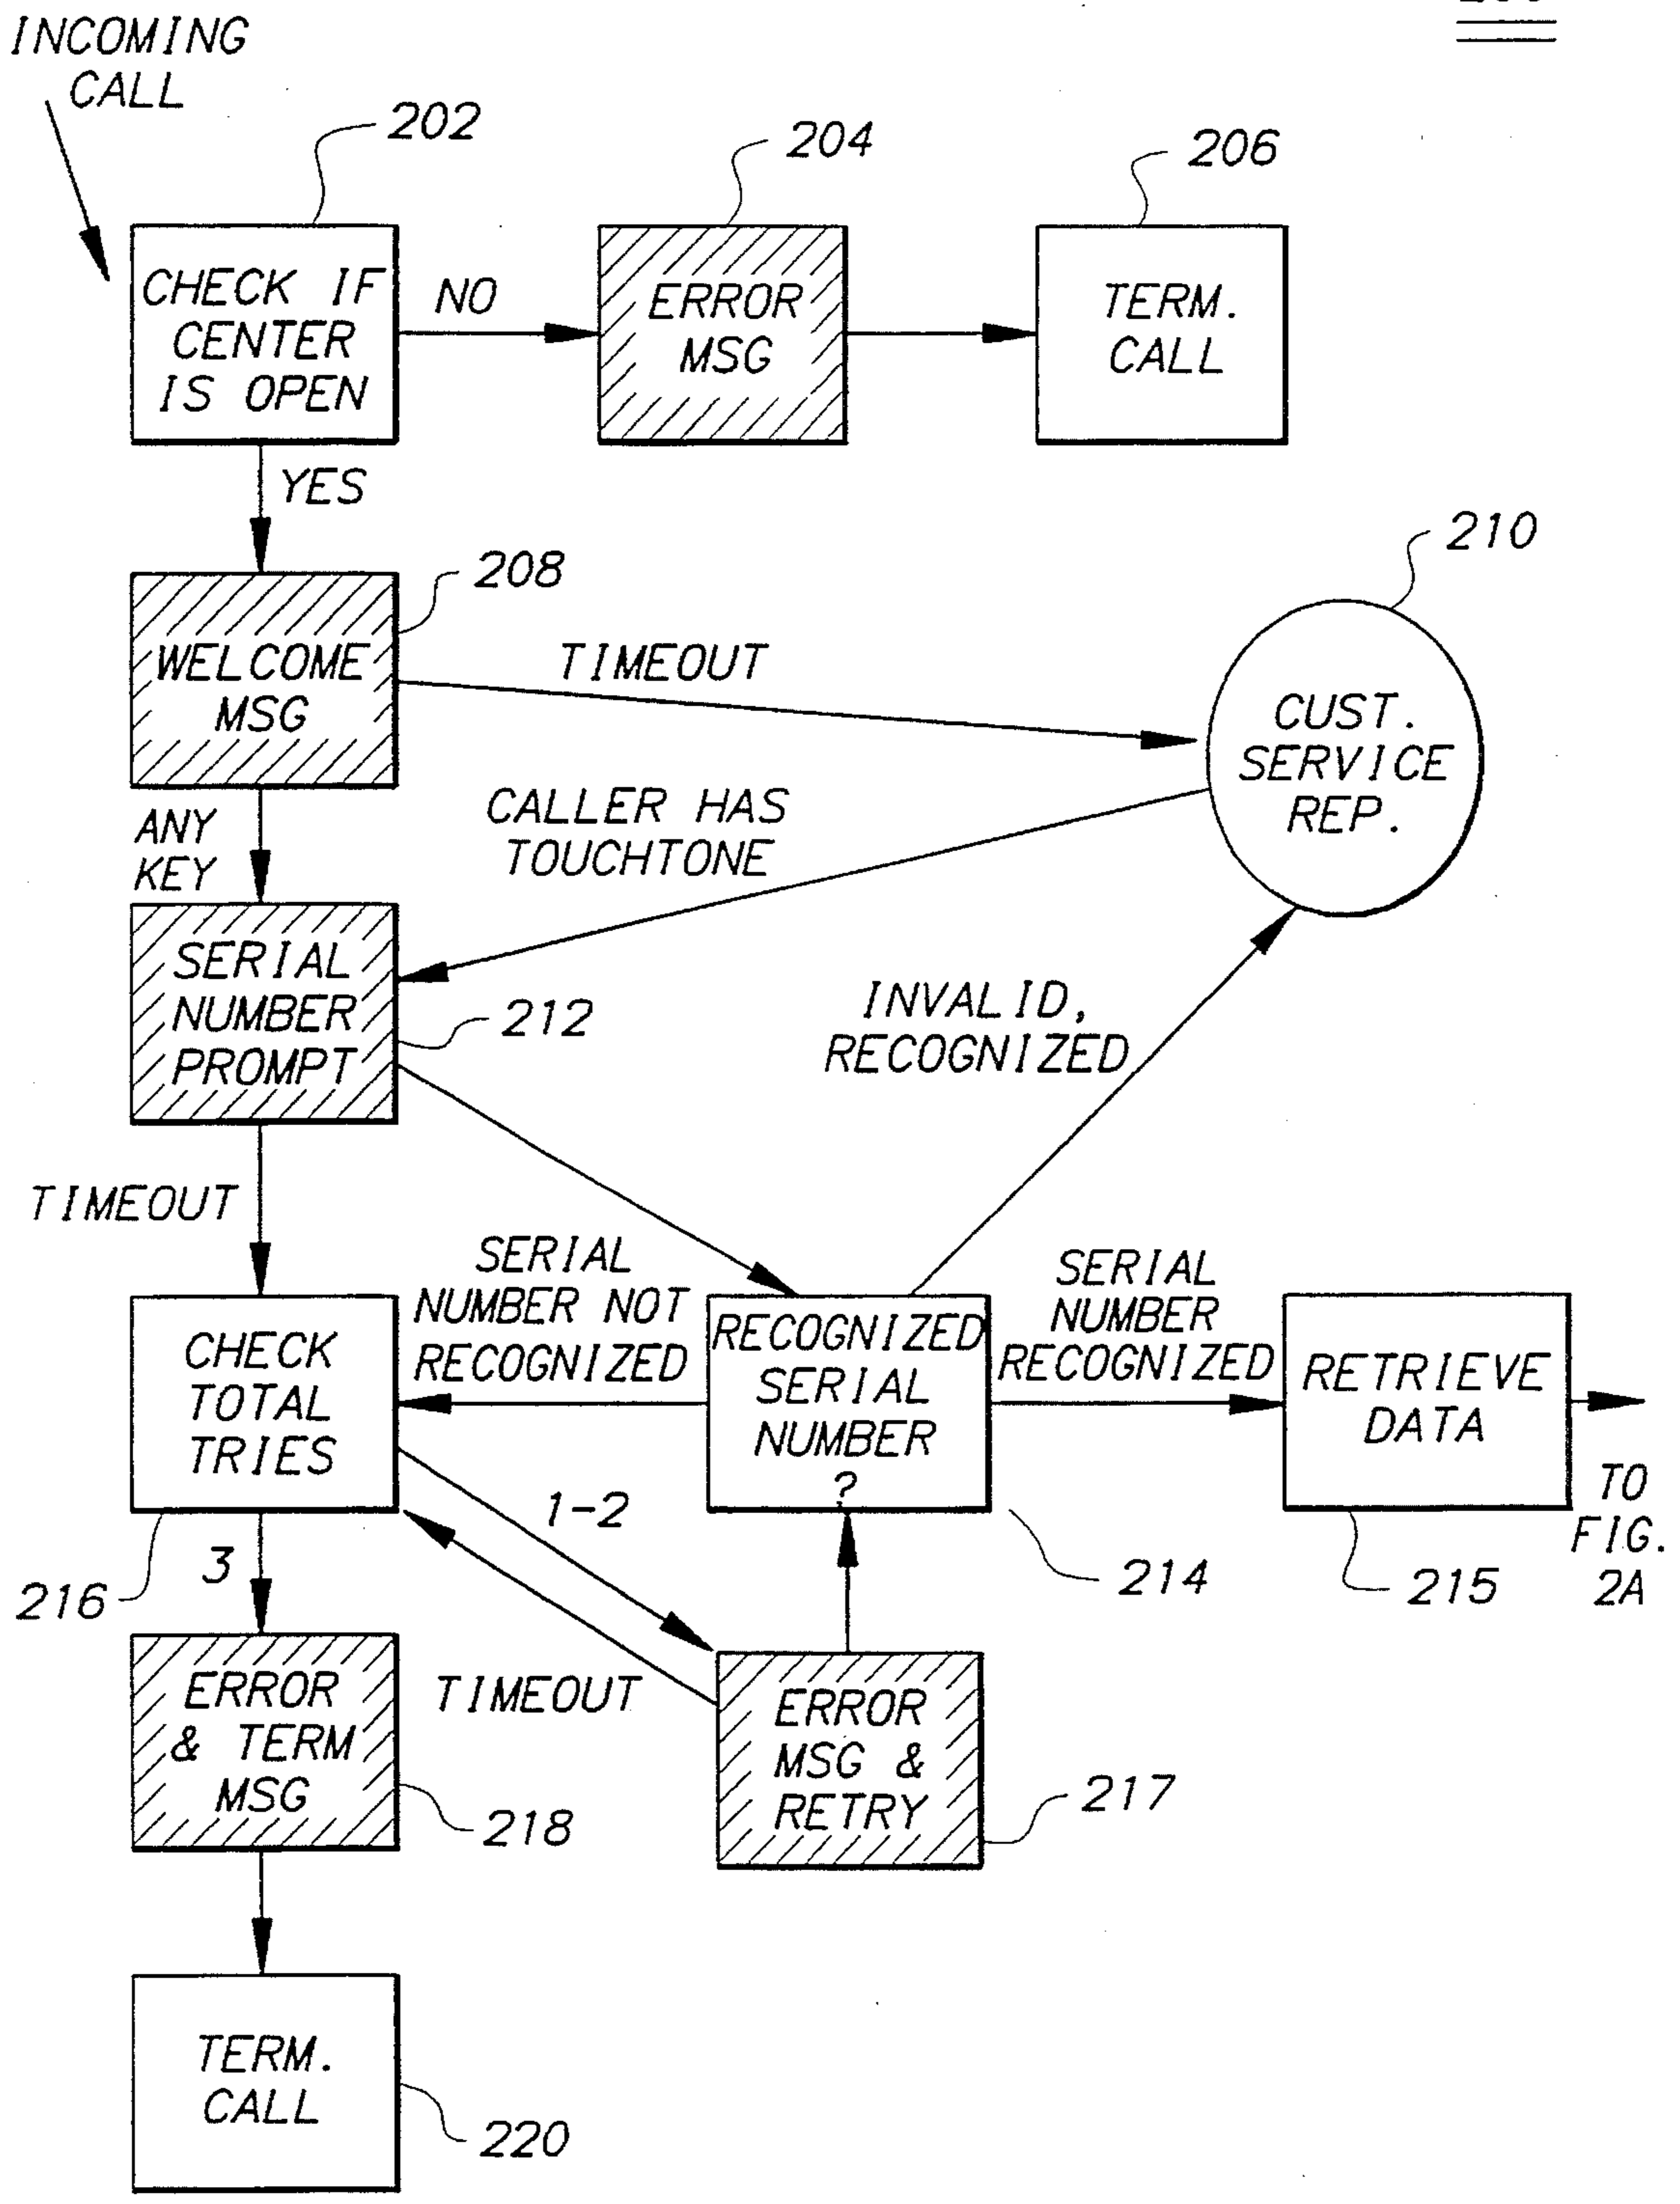 INCOMING
CALL
202
204
206
CHECK IF
CENTER
IS OPEN
NO
ERROR
MSG
TERM.
CALL
YES
208
210
WELCOME
MSG
TIMEOUT
CUST.
SERVICE
REP.
ANY
KEY
CALLER HAS
TOUCHTONE
SERIAL
NUMBER
PROMPT
212
INVALID,
RECOGNIZED
TIMEOUT
SERIAL
NUMBER NOT
RECOGNIZED
SERIAL
NUMBER
RECOGNIZED
CHECK
TOTAL
TRIES
RECOGNIZED
SERIAL
NUMBER
?
RETRIEVE
DATA
TO
FIG.
2A
1-2
3
216
214
215
ERROR
& TERM
MSG
TIMEOUT
ERROR
MSG &
RETRY
217
218
TERM.
CALL
220